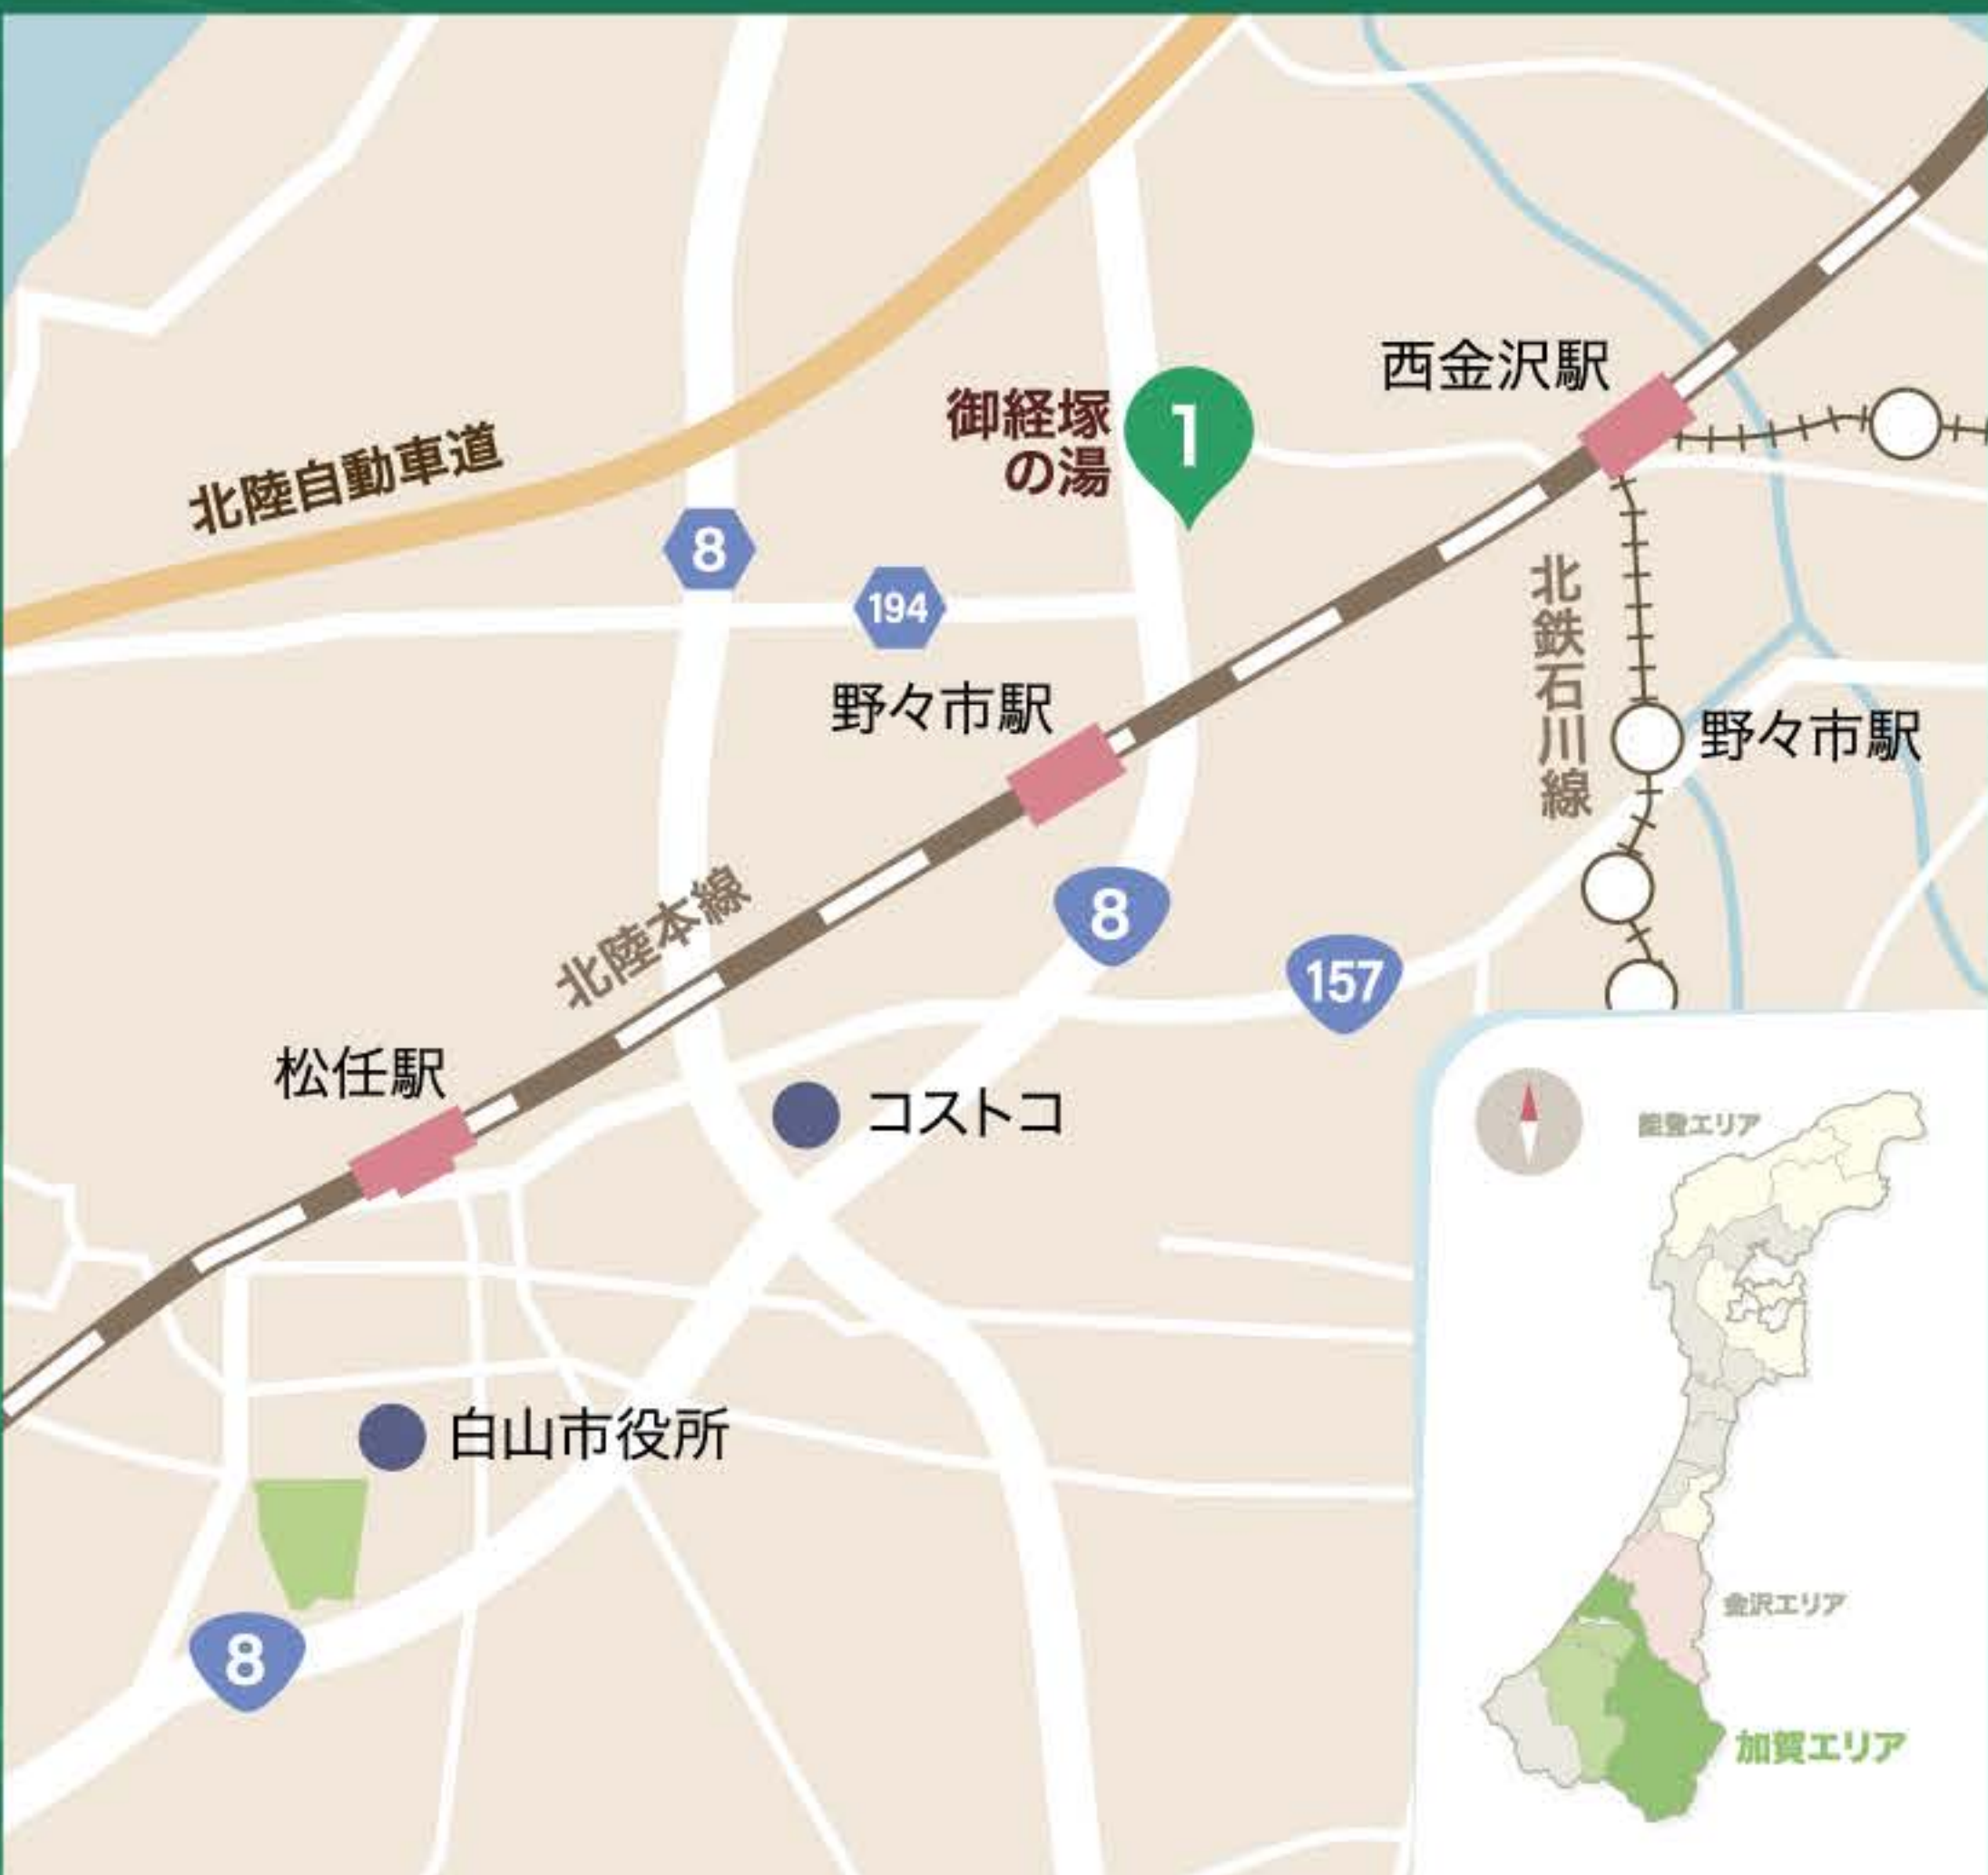 西金沢駅
御経塚
の湯
1
北陸自動車道
8
194
北鉄石川線
野々市駅
野々市駅
8
北陸本線
157
松任駅
コストコ
能登エリア
白山市役所
金沢エリア
8
加賀エリア